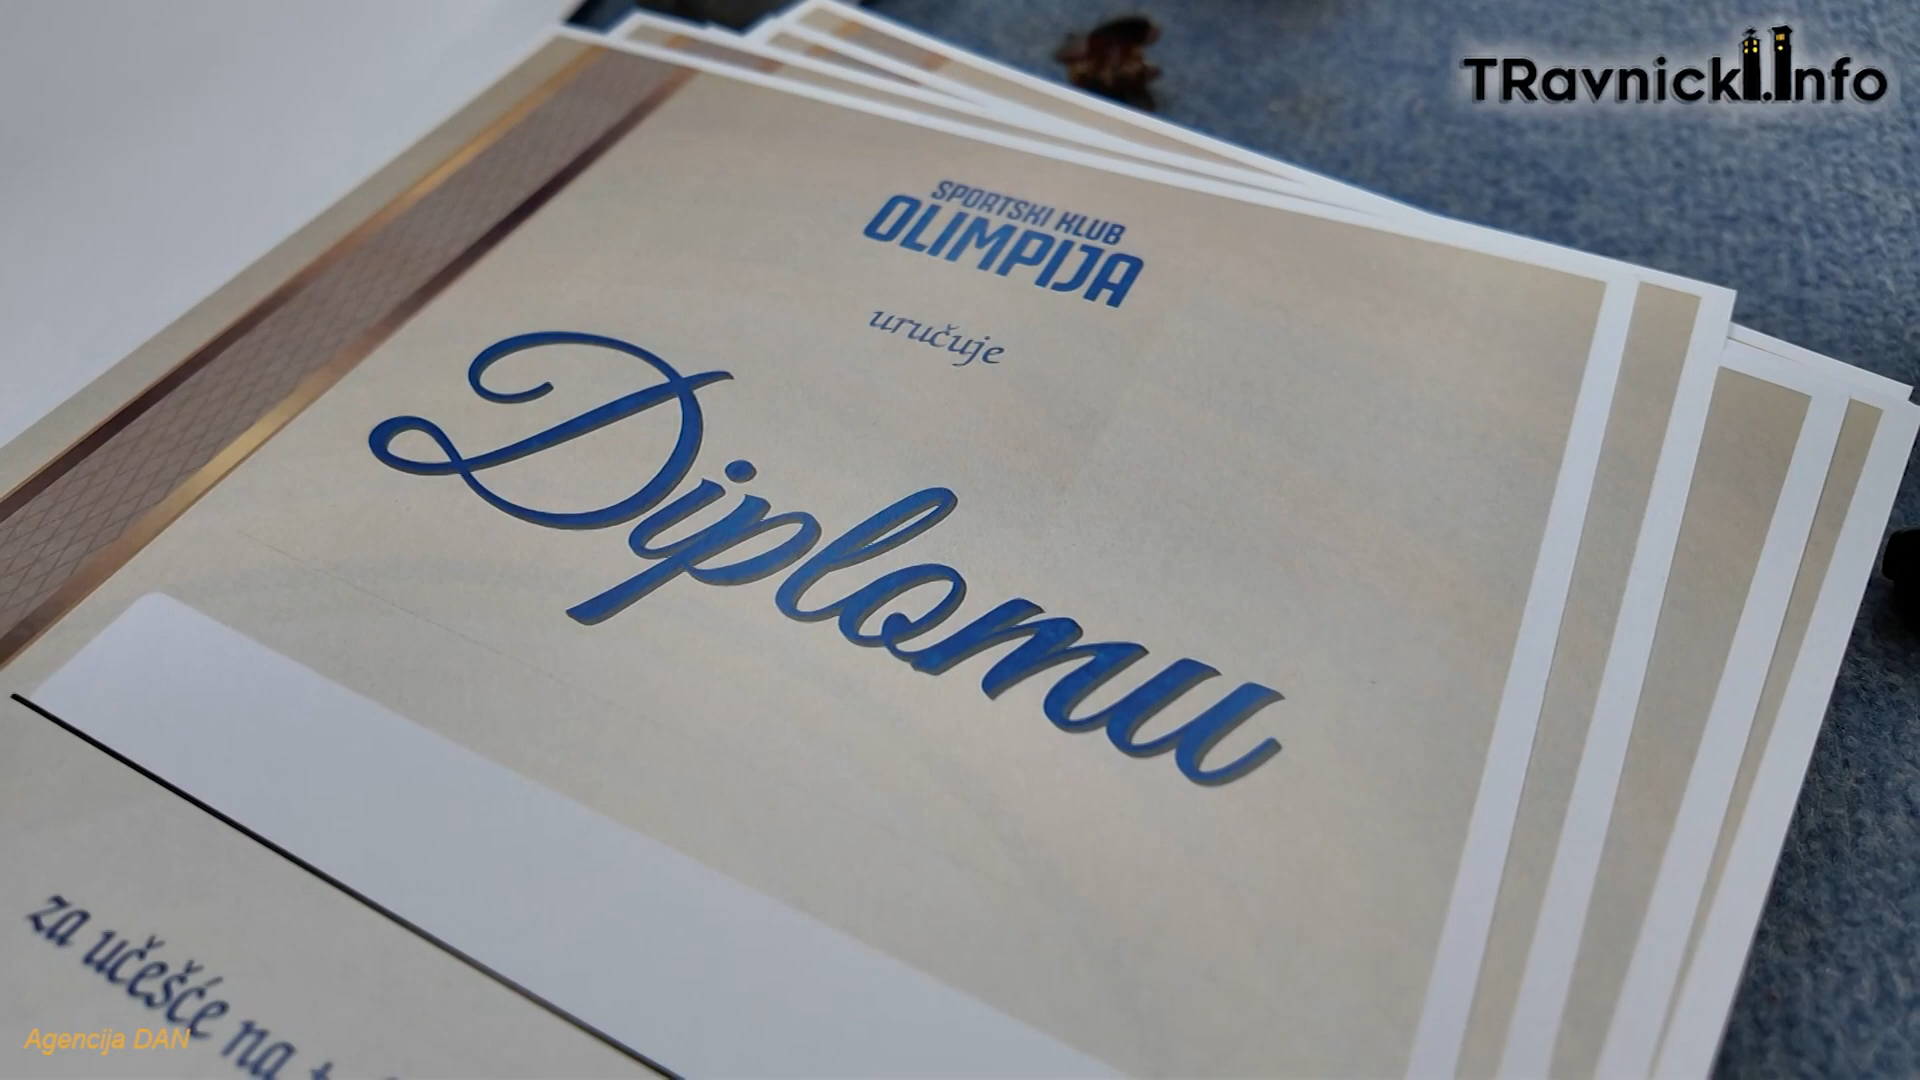 TRavnicki.Info
SPORTSKI KLUB
OLIMPIJA
uručuje
Diplomu
za učešće na
Agencija DAN